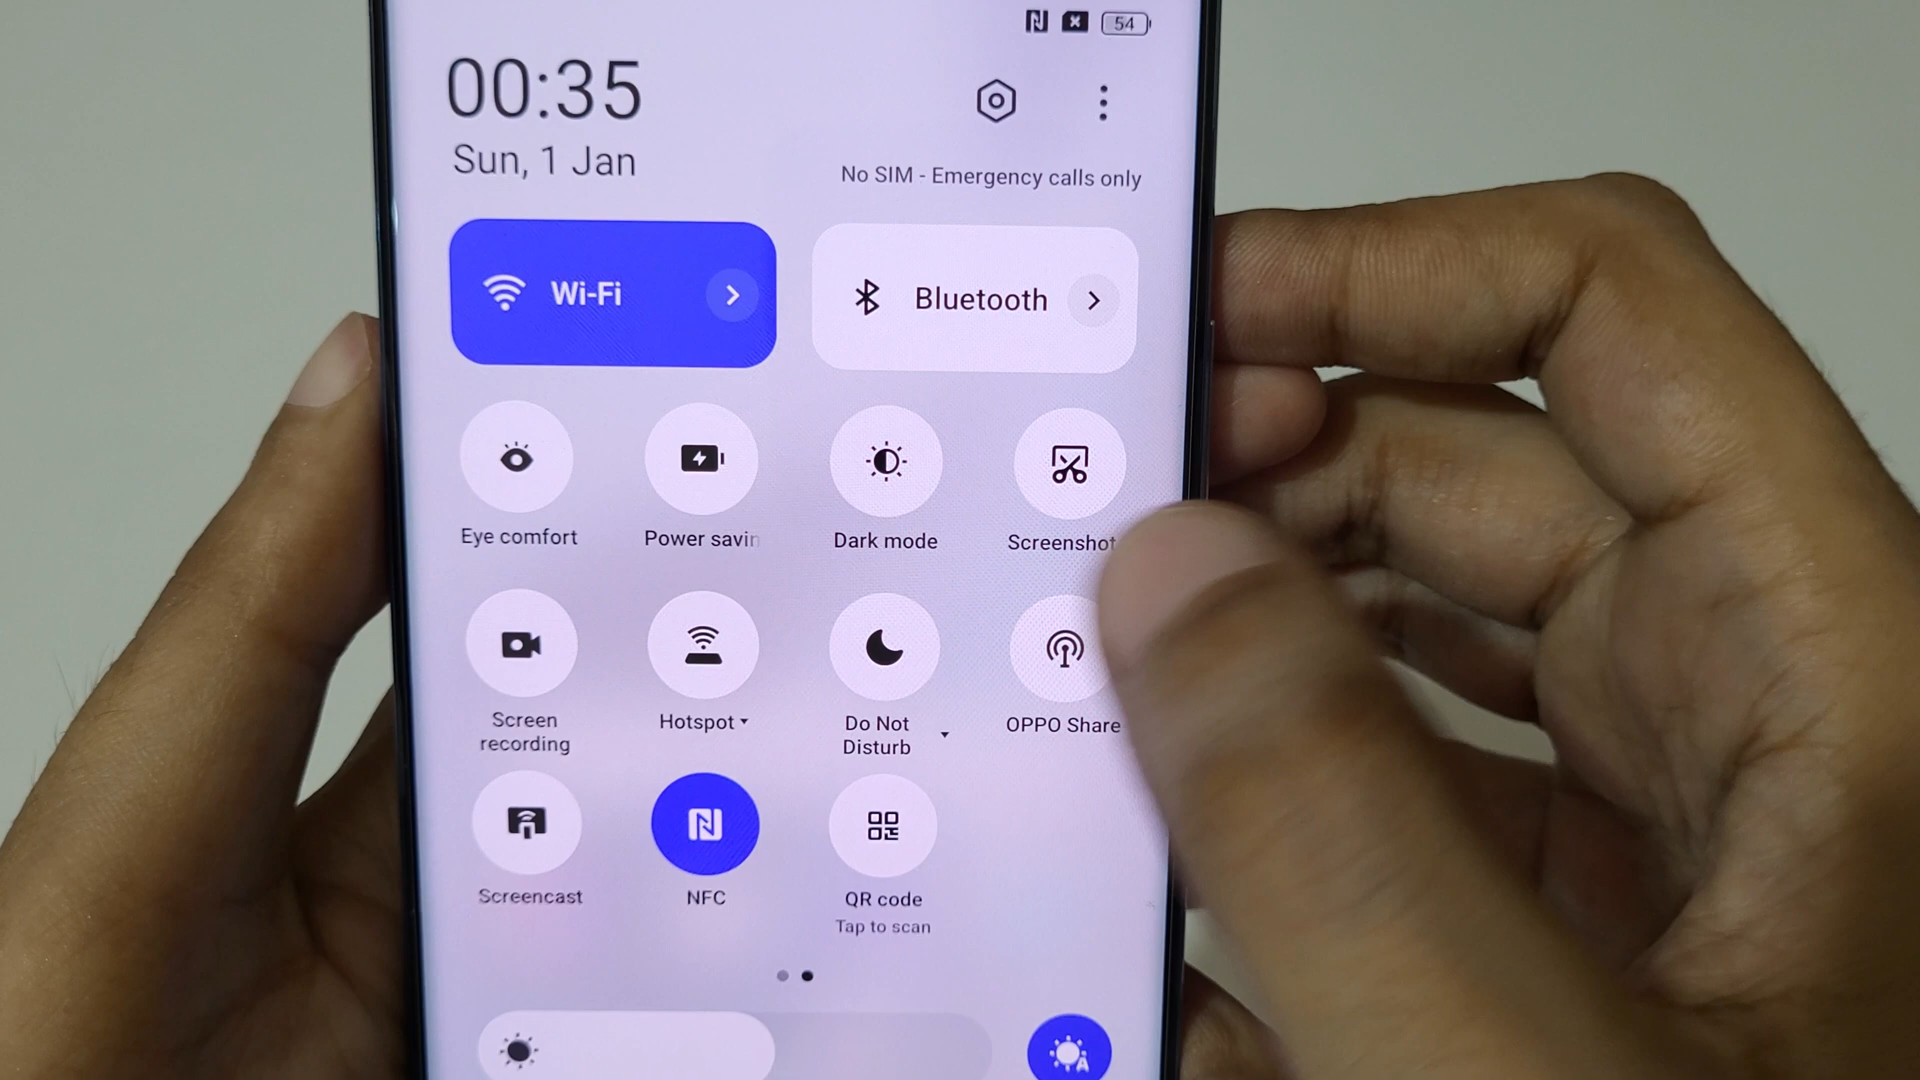 54
00:35
Sun, 1 Jan
No SIM - Emergency calls only
Wi-Fi
Bluetooth
Eye comfort
Power savin
Dark mode
Screenshot
Screen
recording
Hotspot
Do Not
Disturb
OPPO Share
Screencast
NFC
QR code
Tap to scan
A